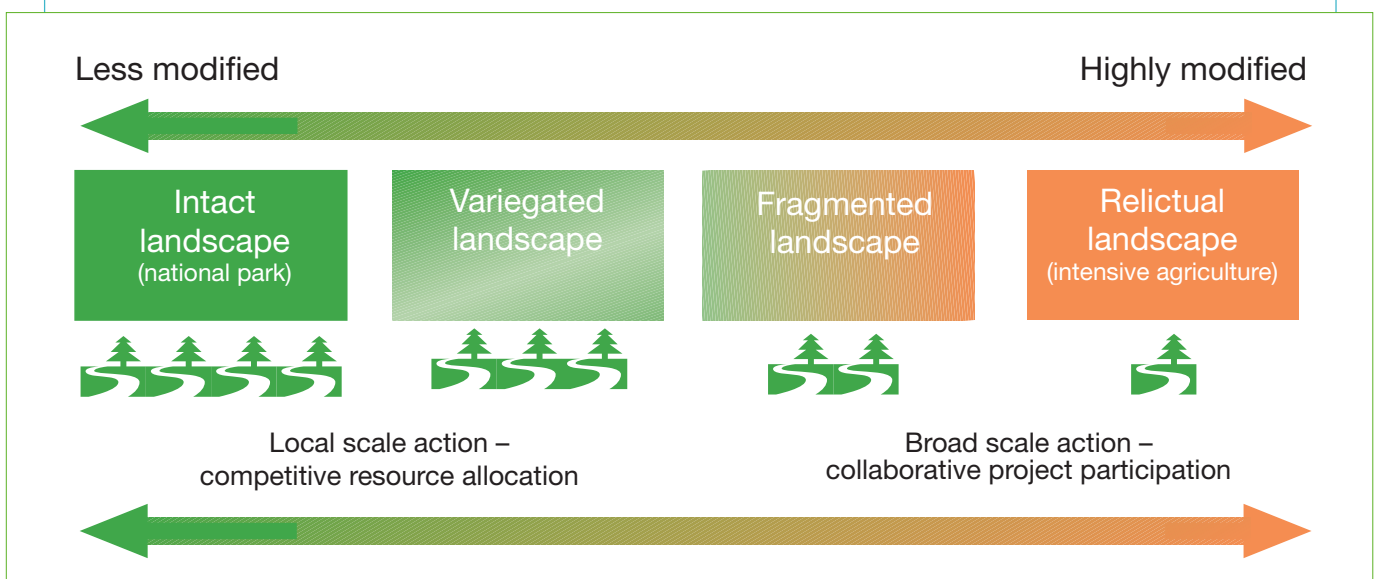 Less modified
Highly modified
Intact
landscape
(national park)
Variegated
landscape
Fragmented
landscape
Relictual
landscape
(intensive agriculture)
Local scale action –
competitive resource allocation
Broad scale action –
collaborative project participation